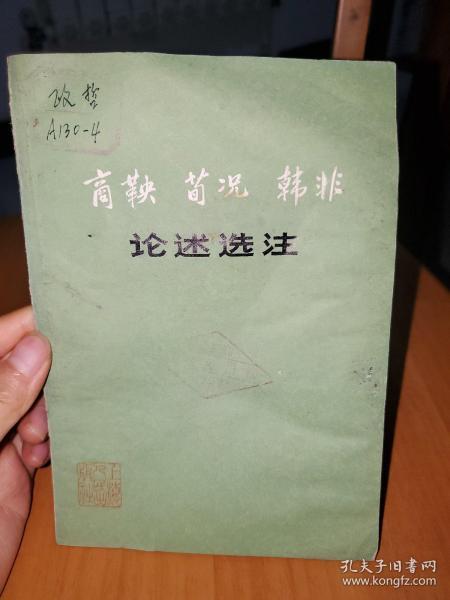 政哲
A130-4
商鞅 荀况 韩非
论述选注
孔夫子旧书网
www.kongfz.com